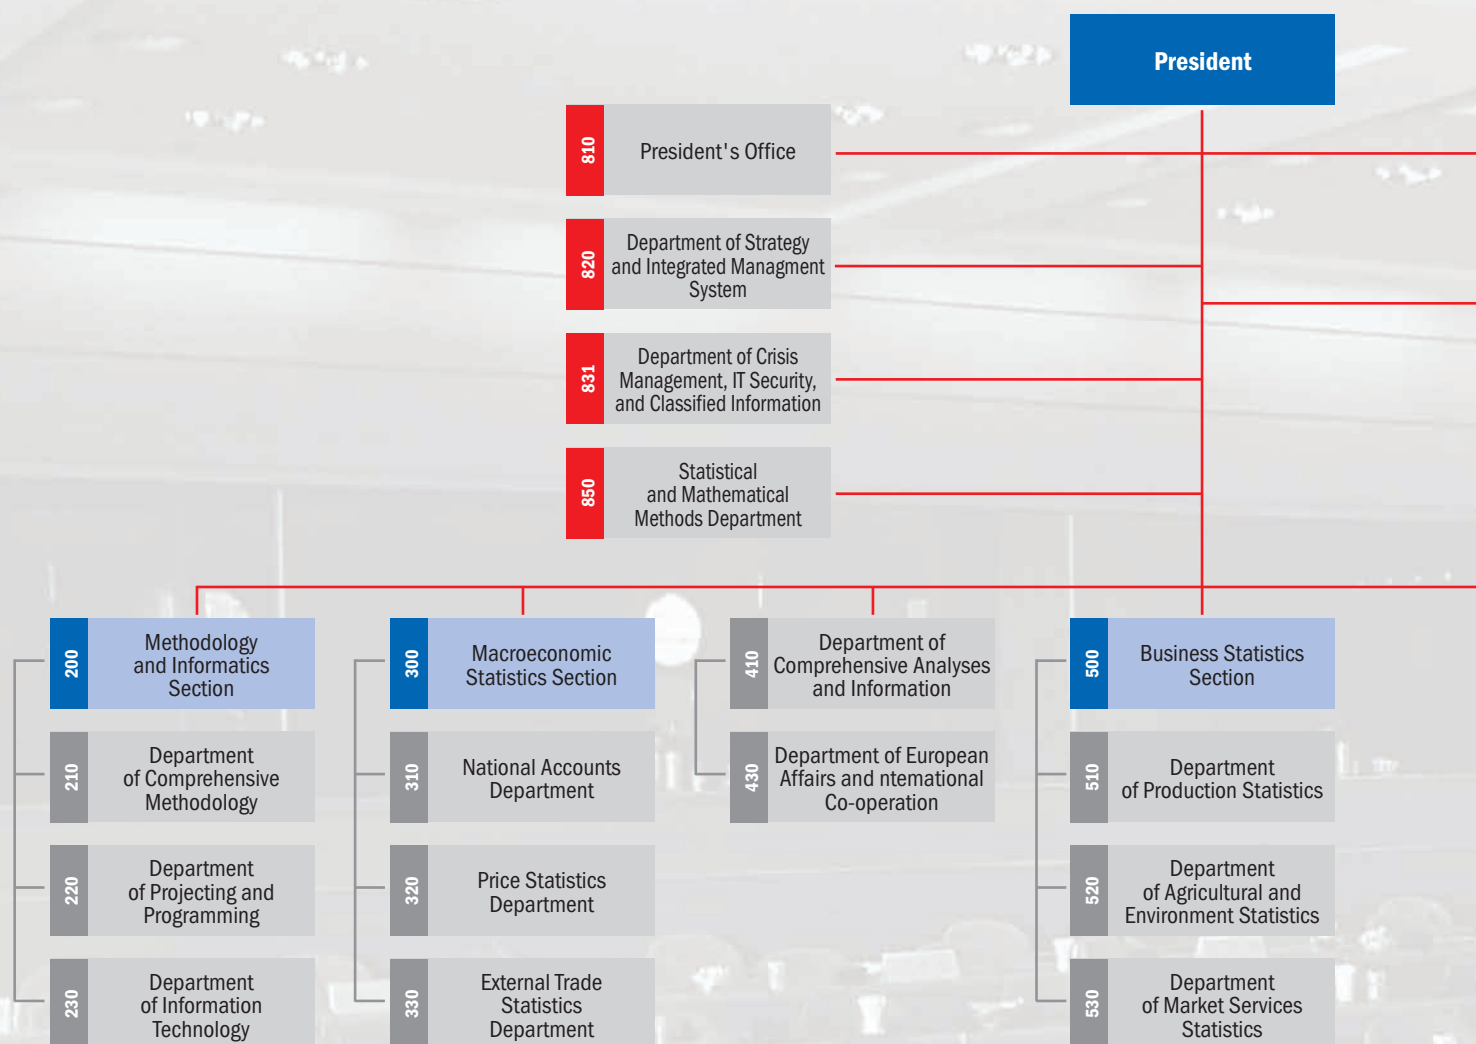 President
810
President's Office
820
Department of Strategy
and Integrated Managment
System
831
Department of Crisis
Management, IT Security,
and Classified Information
850
Statistical
and Mathematical
Methods Department
200
Methodology
and Informatics
Section
210
Department
of Comprehensive
Methodology
220
Department
of Projecting and
Programming
230
Department
of Information
Technology
300
Macroeconomic
Statistics Section
310
National Accounts
Department
320
Price Statistics
Department
330
External Trade
Statistics
Department
410
Department of
Comprehensive Analyses
and Information
430
Department of European
Affairs and ntemational
Co-operation
500
Business Statistics
Section
510
Department
of Production Statistics
520
Department
of Agricultural and
Environment Statistics
530
Department
of Market Services
Statistics